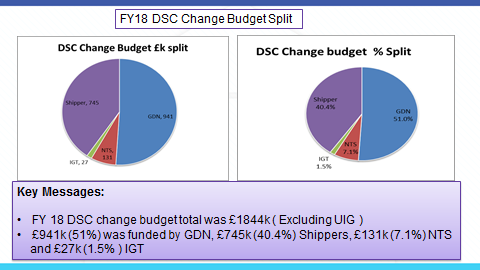 FY18 DSC Change Budget Split
DSC Change Budget £k split
Shipper, 745
GDN, 941
NTS,
131
IGT, 27
DSC Change budget % Split
Shipper
40.4%
GDN
51.0%
NTS
7.1%
IGT
1.5%
Key Messages:
• FY 18 DSC change budget total was £1844k ( Excluding UIG )
• £941k (51%) was funded by GDN, £745k (40.4%) Shippers, £131k (7.1%) NTS
and £27k (1.5% ) IGT